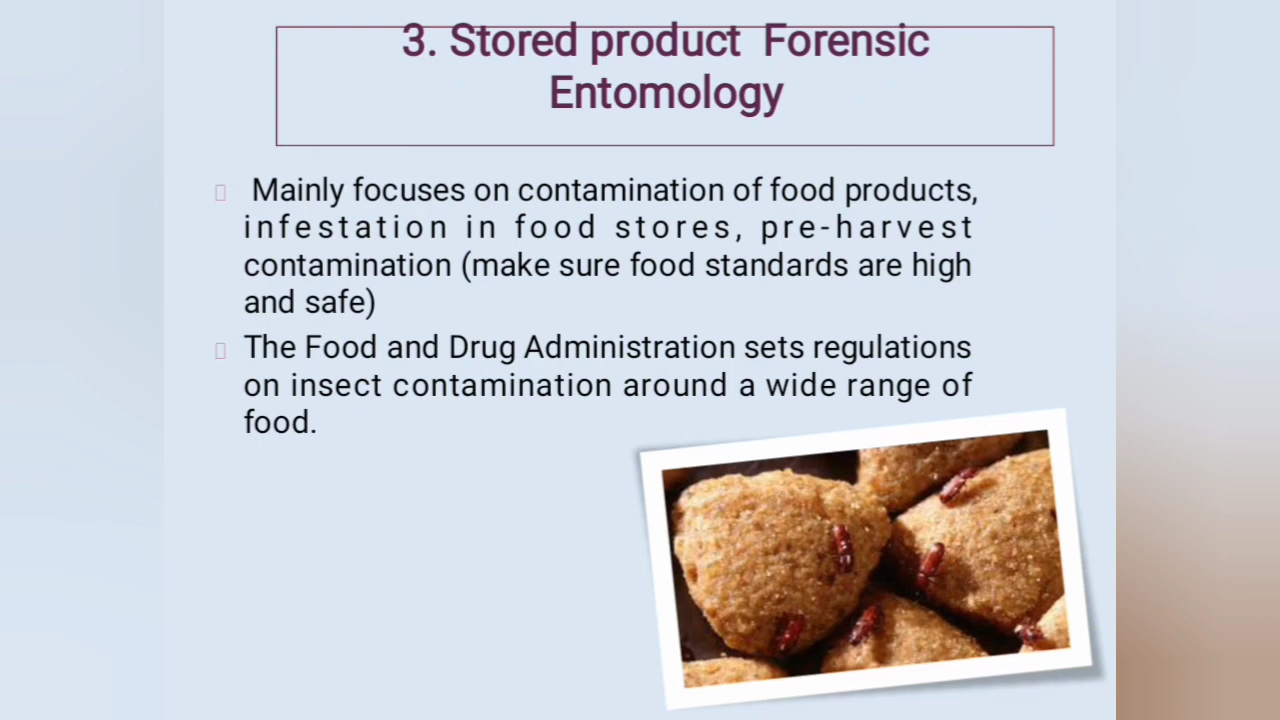 3. Stored product Forensic
Entomology
Mainly focuses on contamination of food products,
infestation in food stores, pre-harvest
contamination (make sure food standards are high
and safe)
The Food and Drug Administration sets regulations
on insect contamination around a wide range of
food.